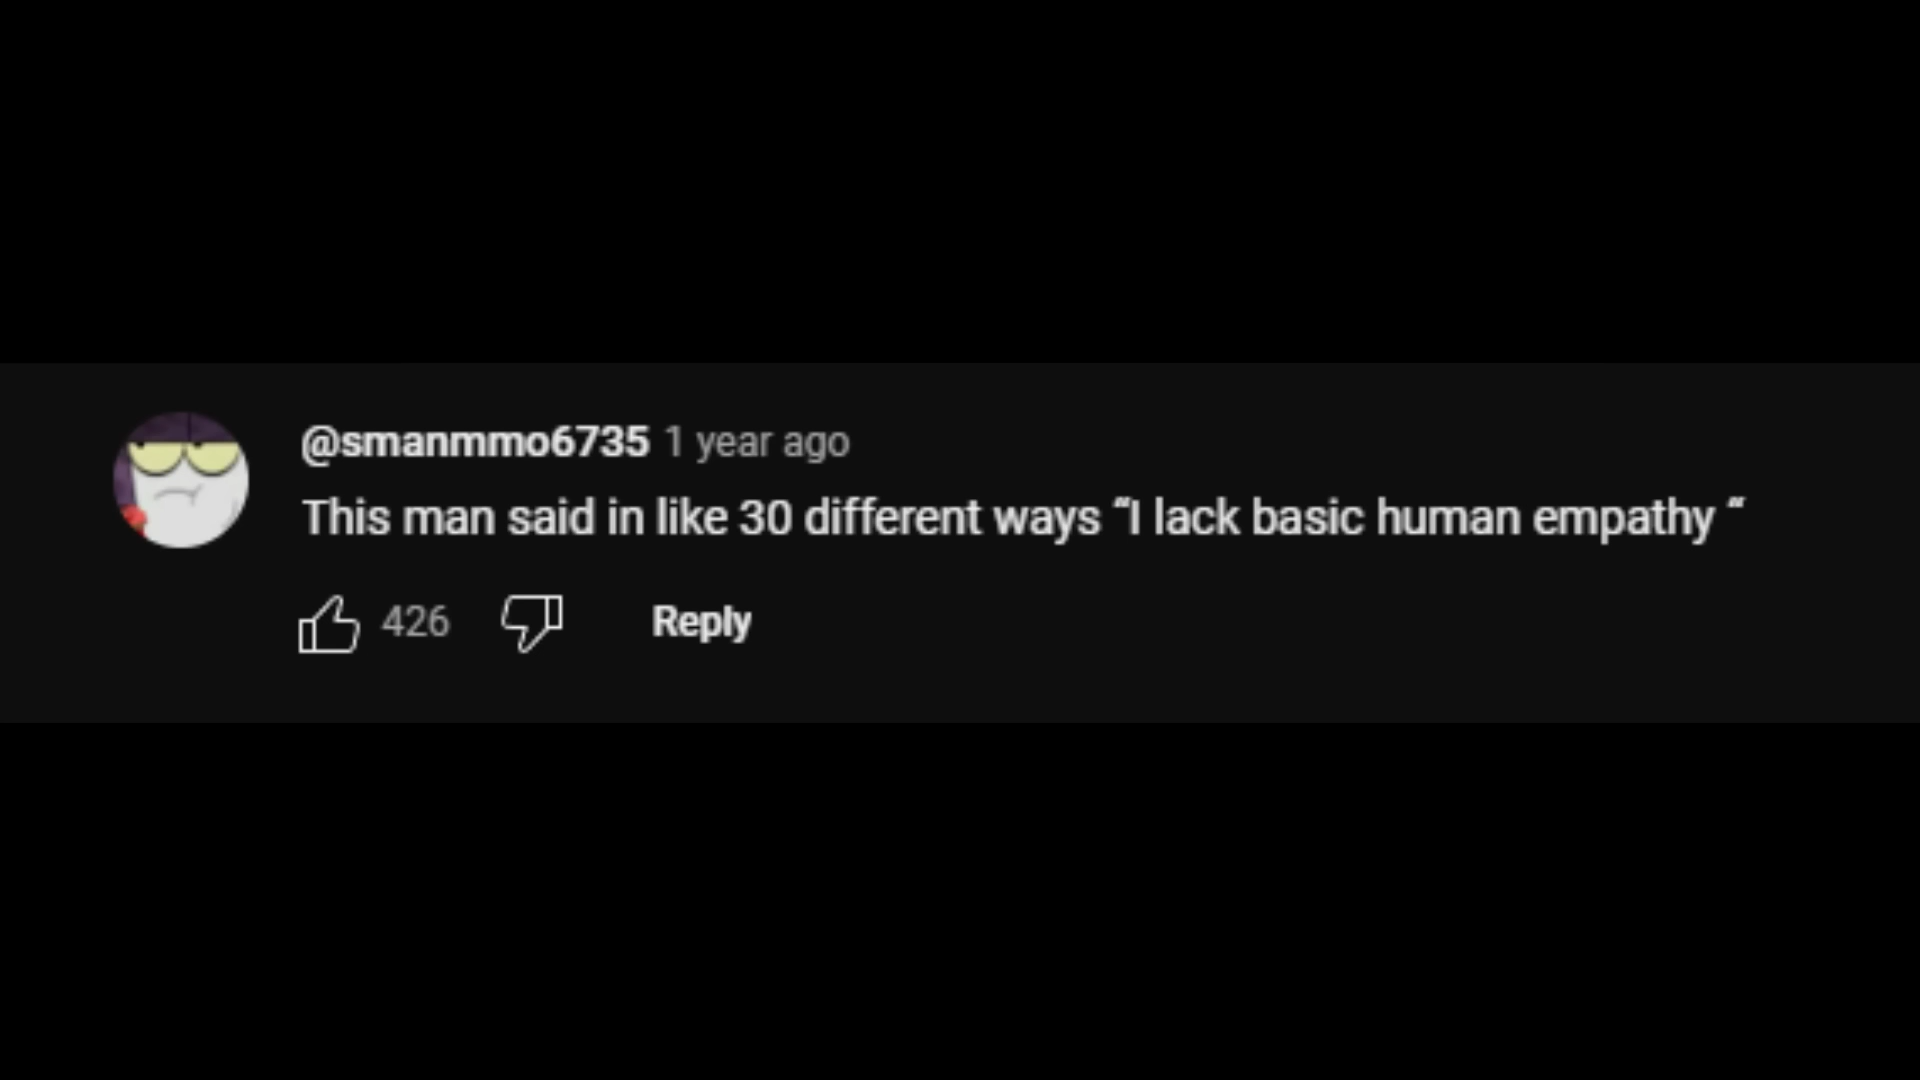 @smanmmo6735 1 year ago
This man said in like 30 different ways “I lack basic human empathy “
426 Reply